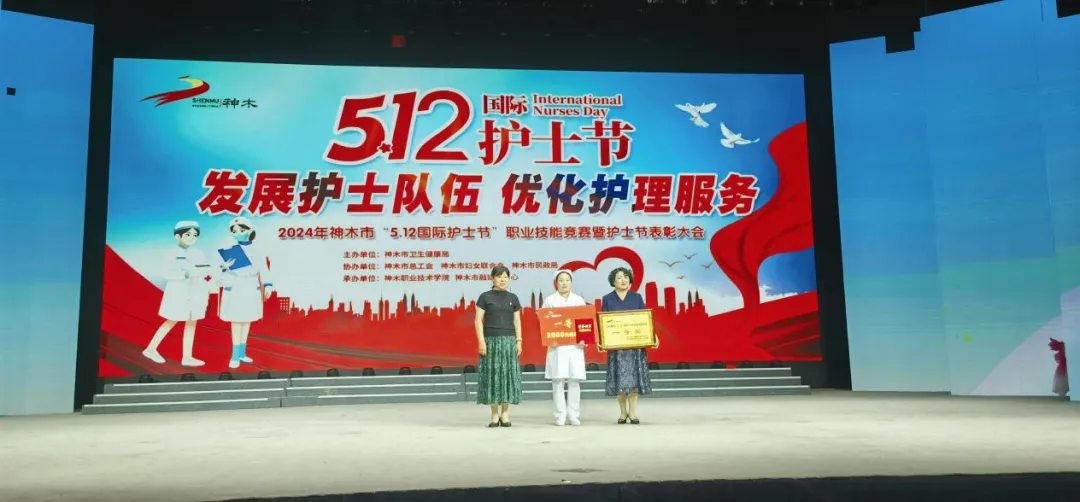 SHENMU
神木
5.12
国际
International
Nurses Day
护士节
发展护士队伍 优化护理服务
2024年神木市“5.12国际护士节”职业技能竞赛暨护士节表彰大会
主办单位：神木市卫生健康局
协办单位：神木市总工会 神木市妇女联合会 神木市民政局
承办单位：神木职业技术学院 神木市融 心
一等
一等奖